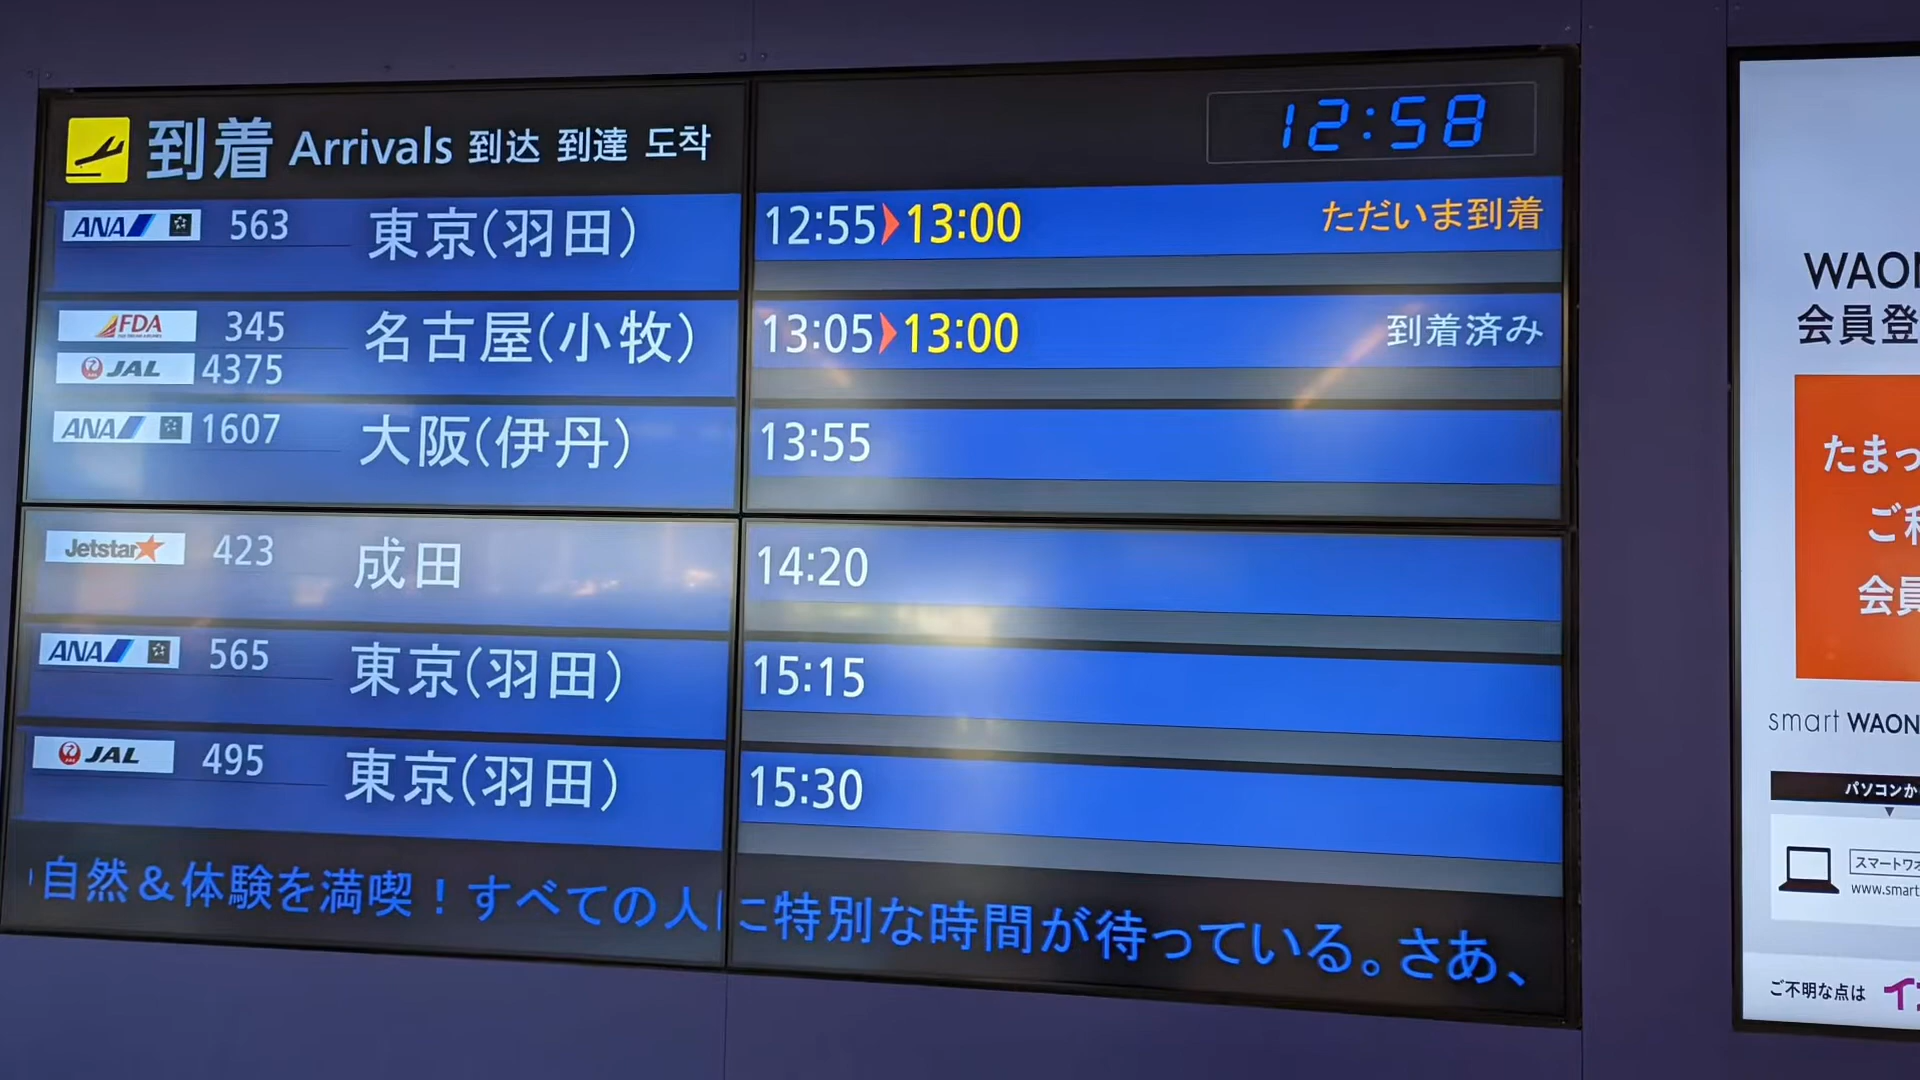 到着 Arrivals 到达 到達 도착
12:58
ANA 563 東京(羽田) 12:55 13:00 ただいま到着
FDA 345 名古屋(小牧) 13:05 13:00 到着済み
JAL 4375
ANA 1607 大阪(伊丹) 13:55
Jetstar 423 成田 14:20
ANA 565 東京(羽田) 15:15
JAL 495 東京(羽田) 15:30
自然&体験を満喫!すべての人に特別な時間が待っている。さあ、
WAON
会員登
たまっ
ご利
会員
smart WAON
パソコンか
スマートワオ
www.smart
ご不明な点は